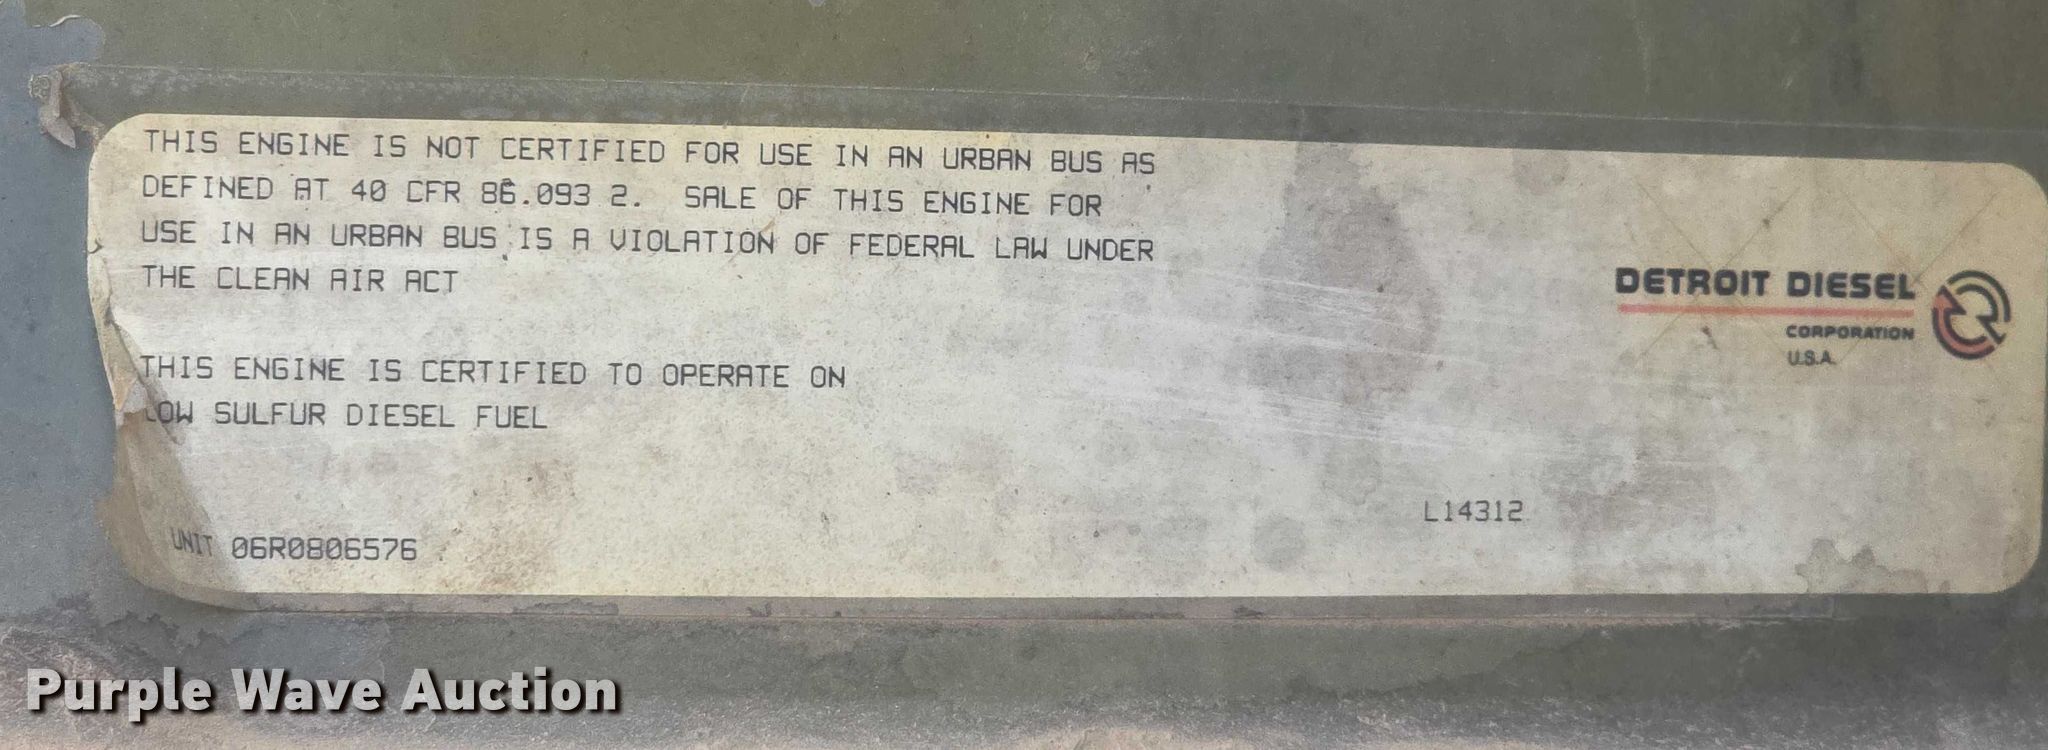 THIS ENGINE IS NOT CERTIFIED FOR USE IN AN URBAN BUS AS
DEFINED AT 40 CFR 86.093 2. SALE OF THIS ENGINE FOR
USE IN AN URBAN BUS IS A VIOLATION OF FEDERAL LAW UNDER
THE CLEAN AIR ACT
DETROIT DIESEL
CORPORATION
U.S.A.
THIS ENGINE IS CERTIFIED TO OPERATE ON
LOW SULFUR DIESEL FUEL
L14312
UNIT 06R0806576
Purple Wave Auction